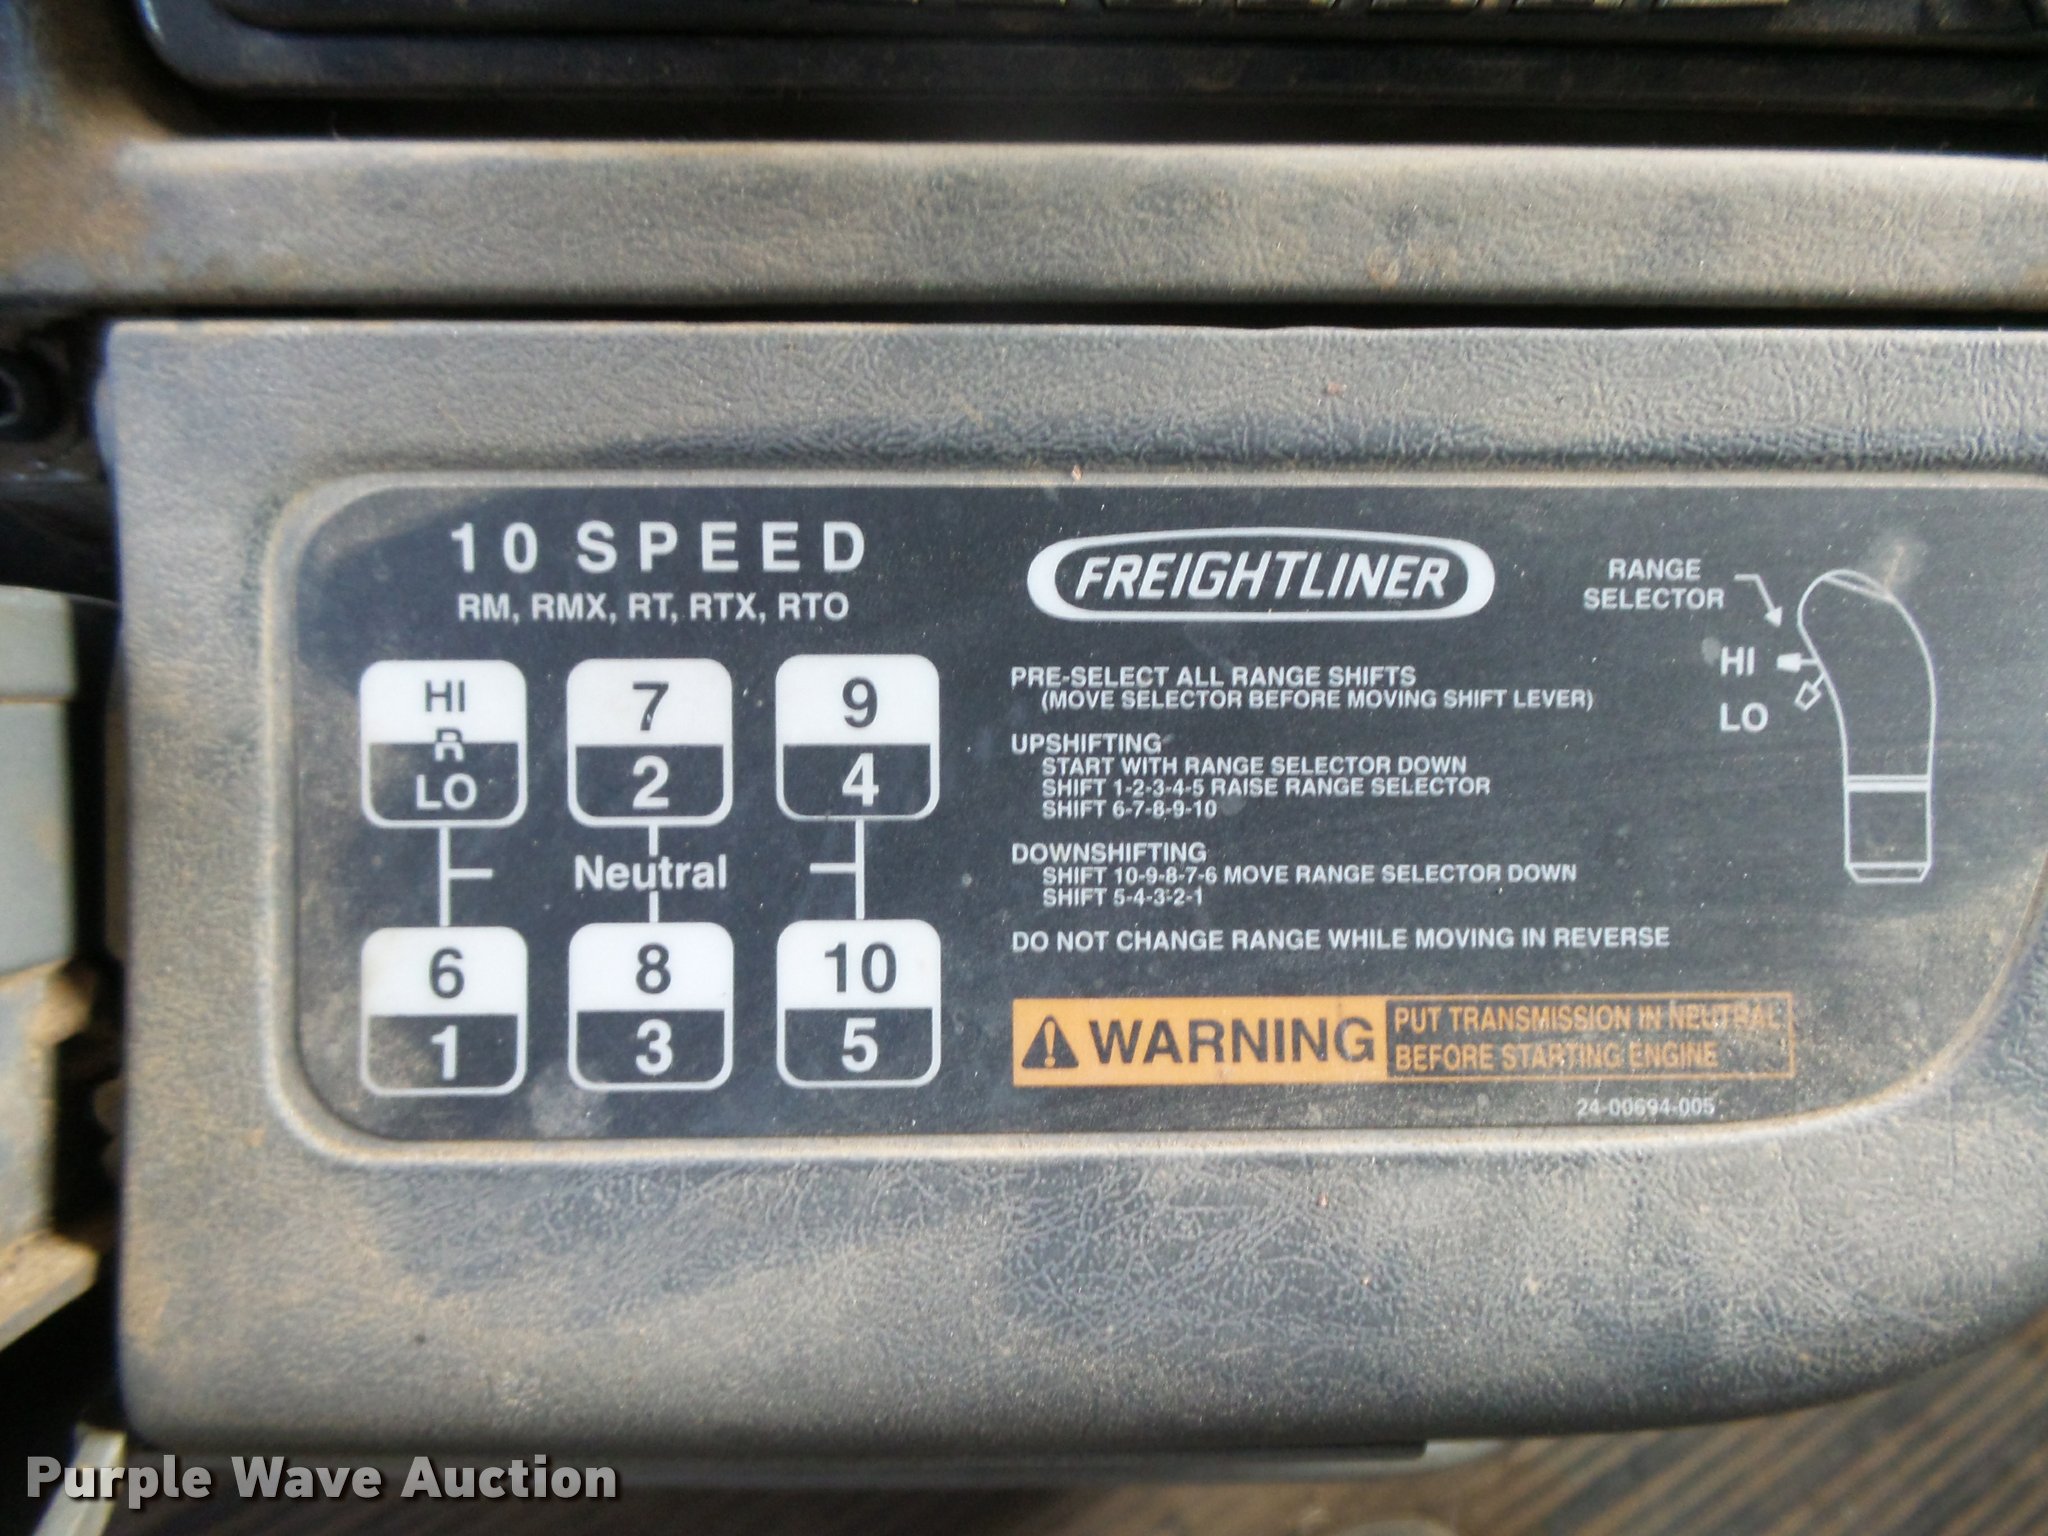 10 SPEED
RM, RMX, RT, RTX, RTO
HI
R
LO
7
2
9
4
Neutral
6
1
8
3
10
5
FREIGHTLINER
RANGE
SELECTOR
HI
LO
PRE-SELECT ALL RANGE SHIFTS
(MOVE SELECTOR BEFORE MOVING SHIFT LEVER)
UPSHIFTING
START WITH RANGE SELECTOR DOWN
SHIFT 1-2-3-4-5 RAISE RANGE SELECTOR
SHIFT 6-7-8-9-10
DOWNSHIFTING
SHIFT 10-9-8-7-6 MOVE RANGE SELECTOR DOWN
SHIFT 5-4-3-2-1
DO NOT CHANGE RANGE WHILE MOVING IN REVERSE
WARNING
PUT TRANSMISSION IN NEUTRAL
BEFORE STARTING ENGINE
24-00694-005
Purple Wave Auction